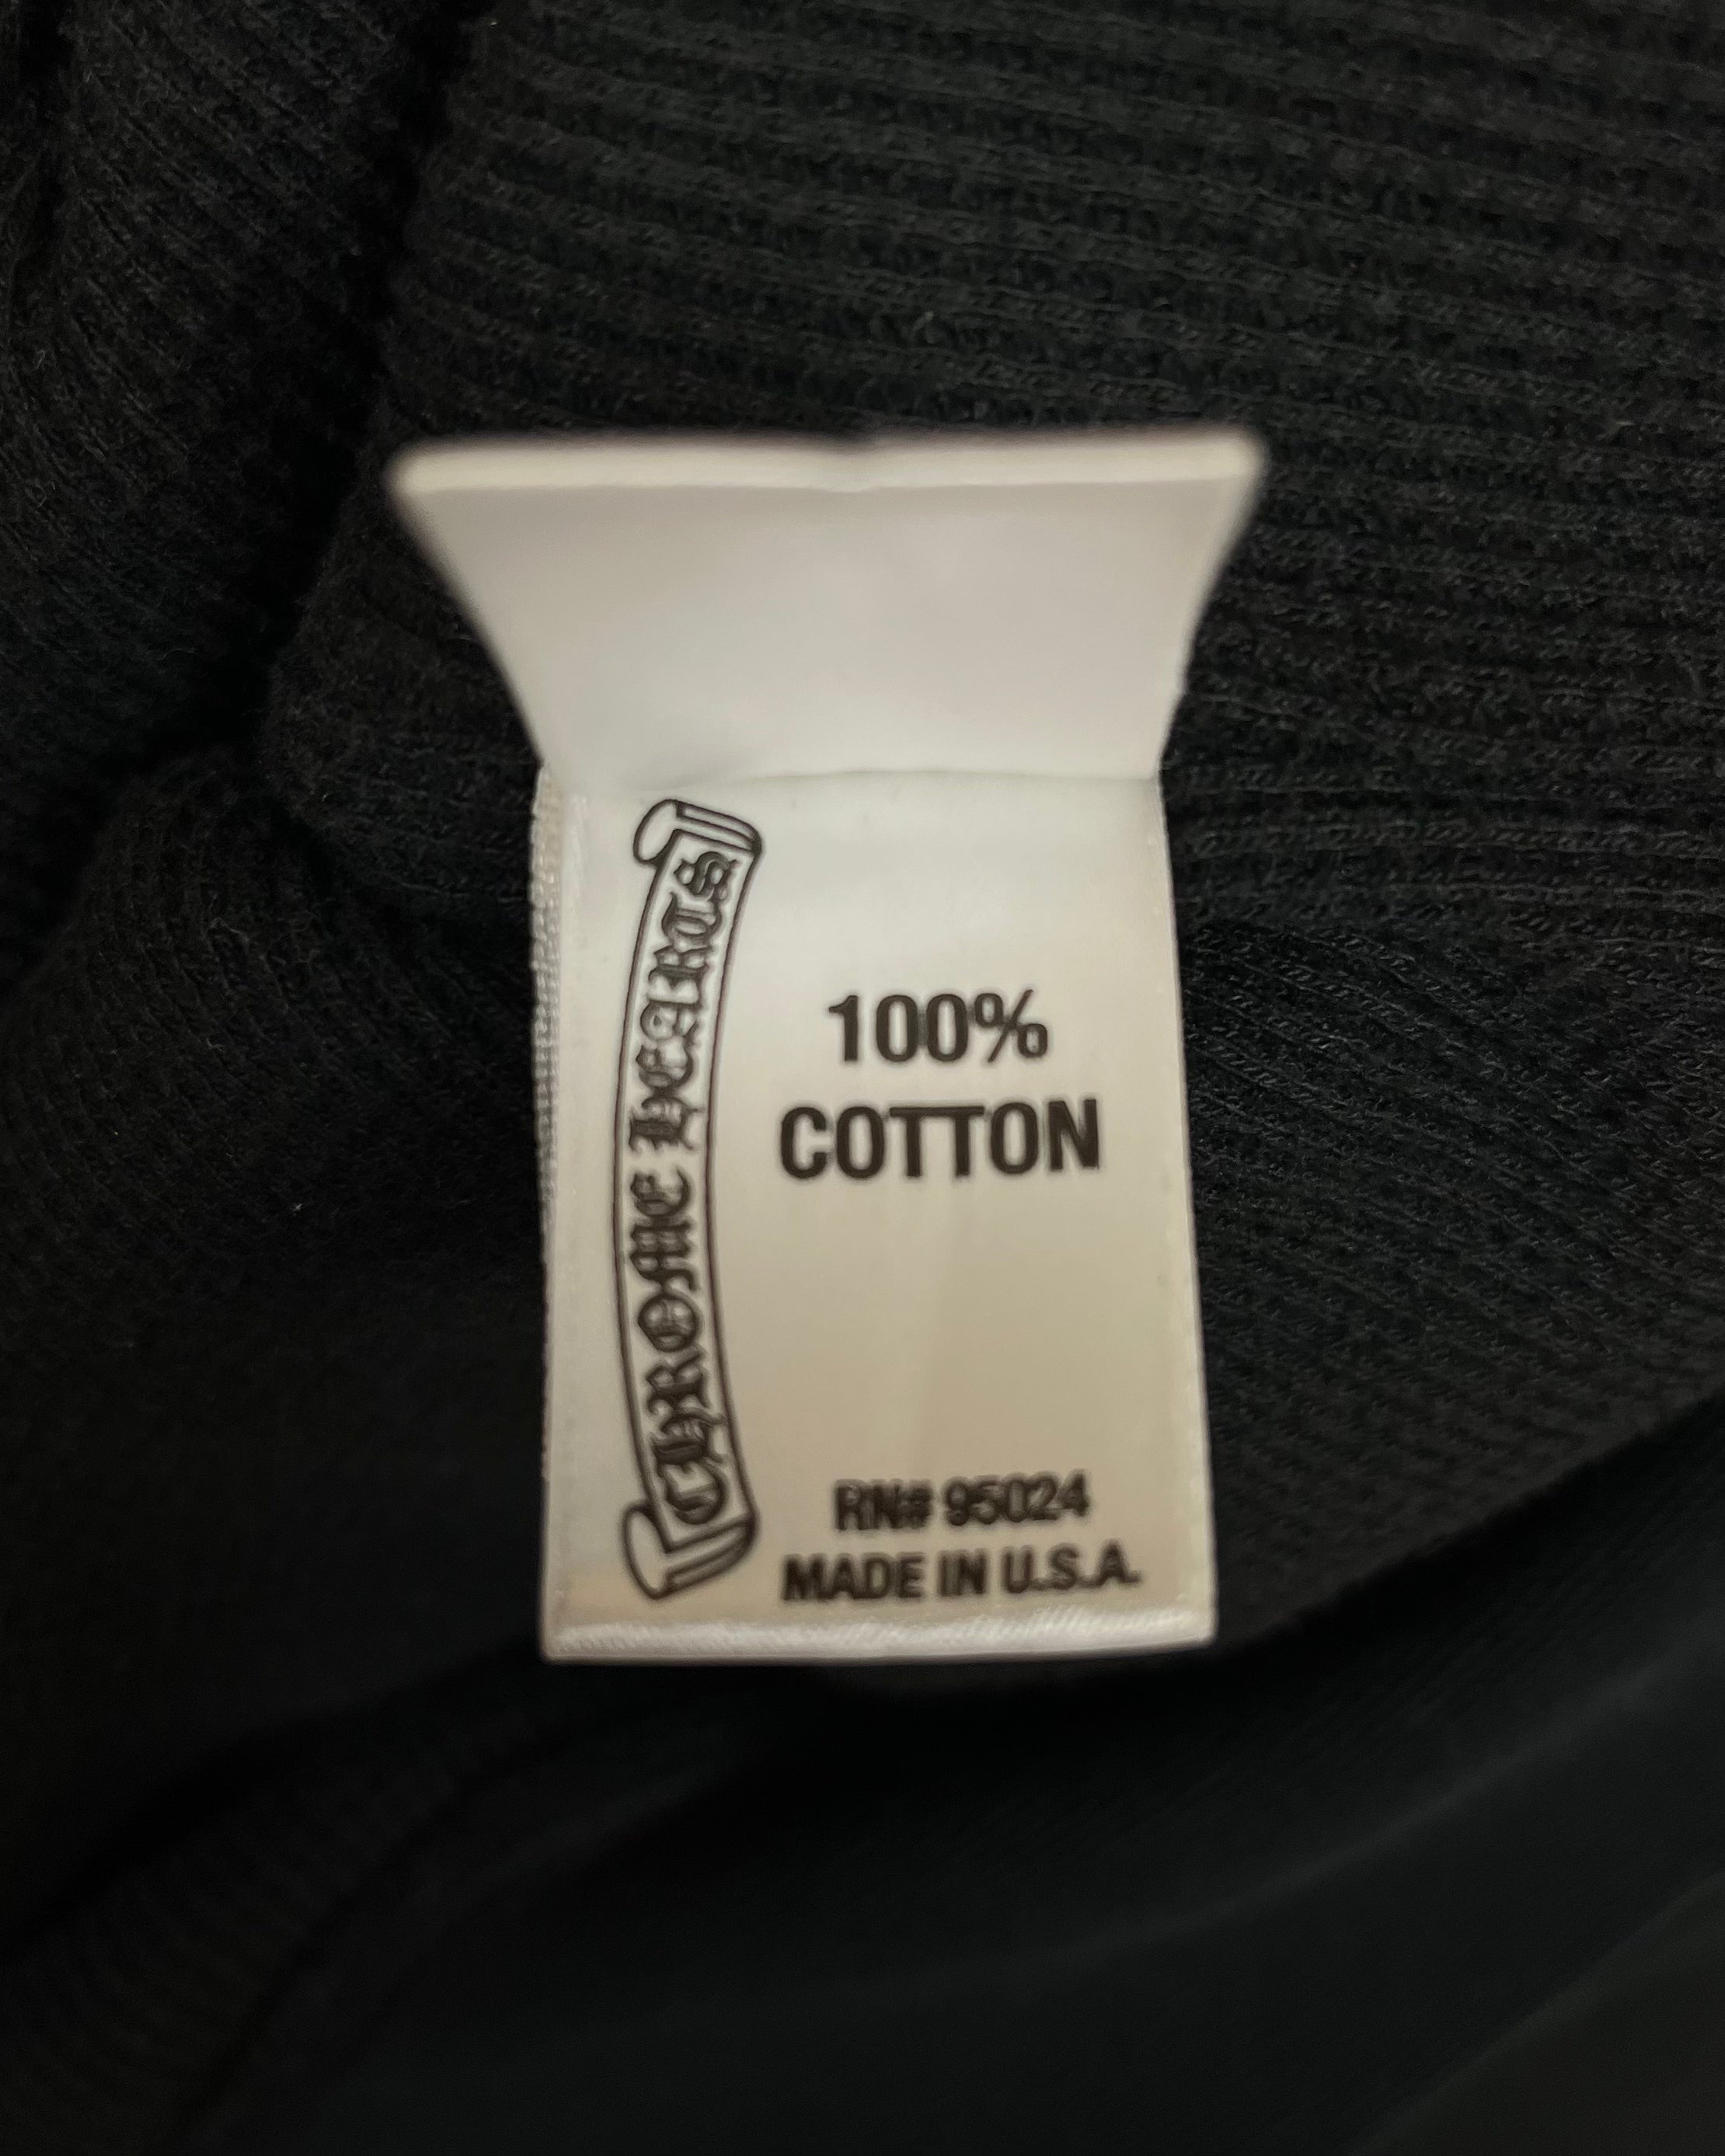 CHROME HEARTS
100%
COTTON
RN# 95024
MADE IN U.S.A.